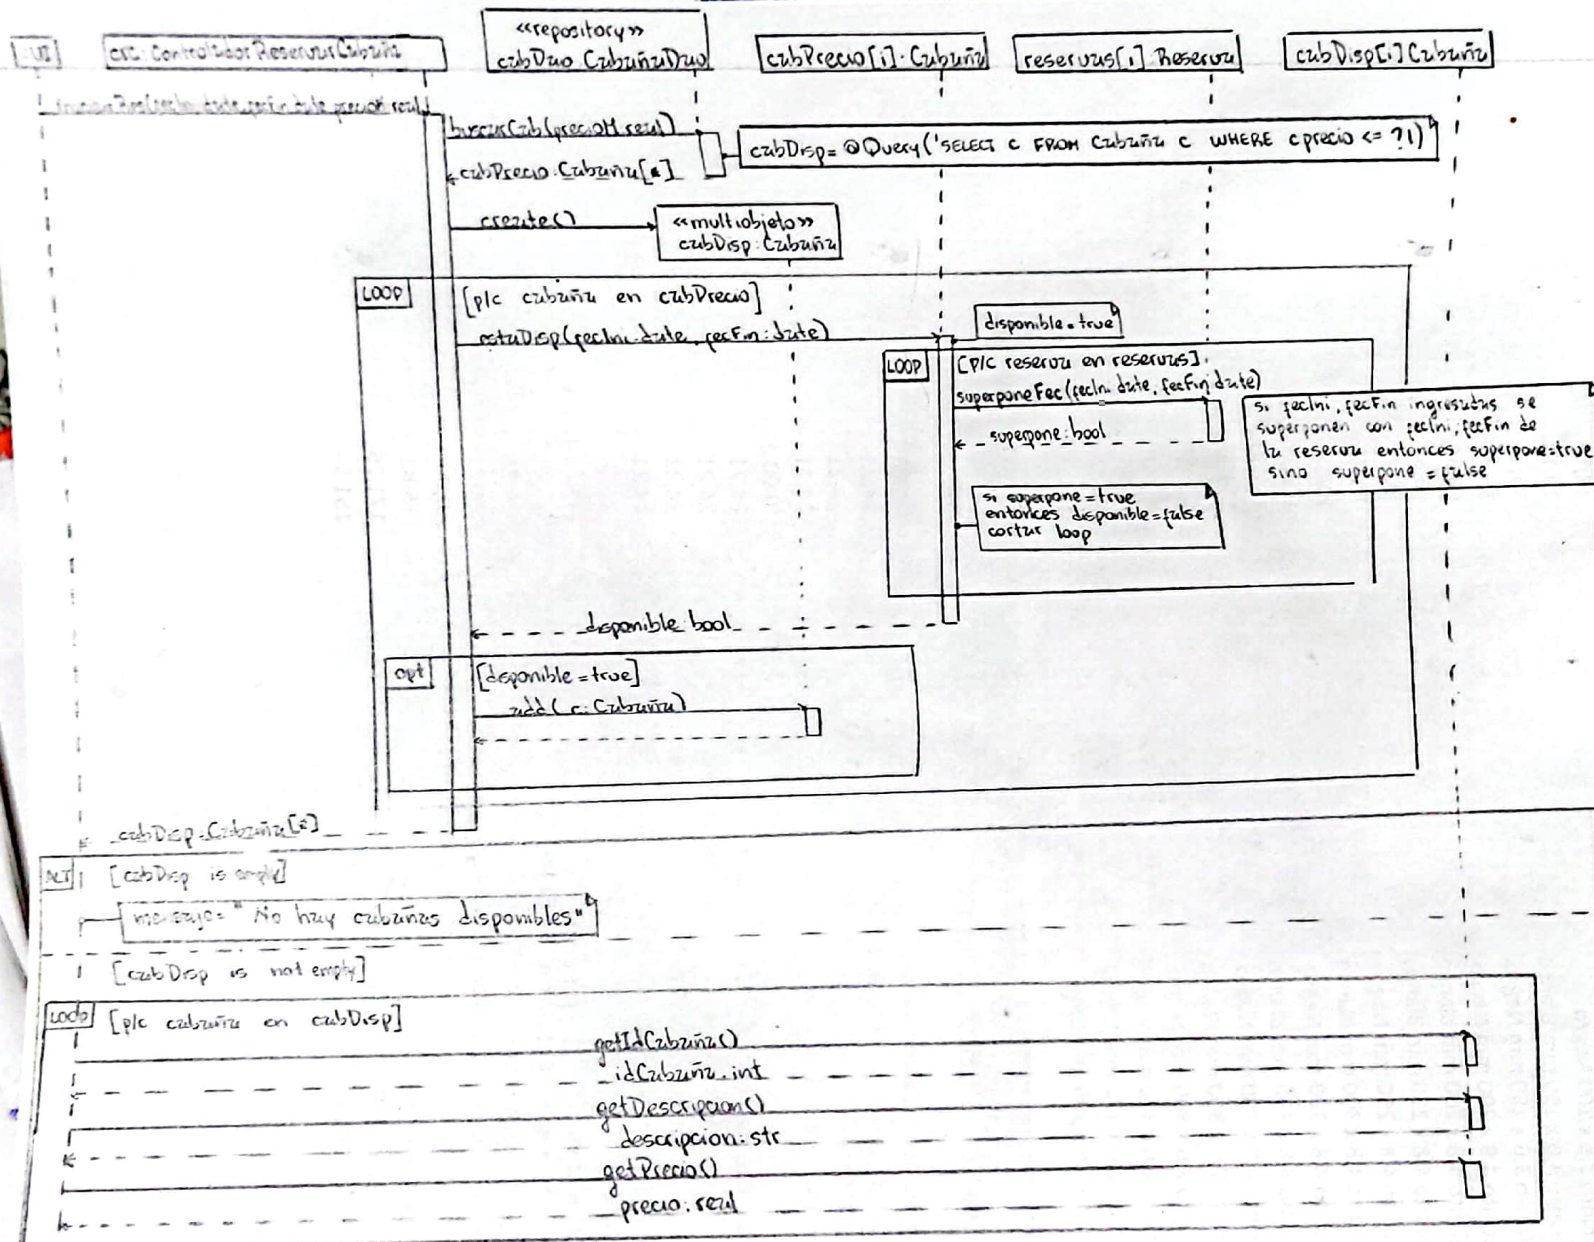 : UI
crc: ControladorReservarCabaña
«repository»
cabDao: CabañaDao
cabPrecio[i]: Cabaña
reservas[i]: Reserva
cabDisp[i]: Cabaña
fecFin: date, precioM: real)
buscarCab(precioM: real)
cabDisp= @Query('SELECT c FROM Cabaña c WHERE c.precio <= ?1)
cabPrecio: Cabaña[*]
create()
«multiobjeto»
cabDisp: Cabaña
LOOP
[p/c cabaña en cabPrecio]
estaDisp(fecIni: date, fecFin: date)
disponible = true
LOOP
[p/c reserva en reservas]
superponeFec(fecIni: date, fecFin: date)
superpone: bool
si fecIni, fecFin ingresadas se
superponen con fecIni, fecFin de
la reserva entonces superpone=true
sino superpone = false
si superpone = true
entonces disponible=false
cortar loop
disponible: bool
opt
[disponible = true]
add(c: Cabaña)
cabDisp: Cabaña[*]
ALT
[cabDisp is empty]
mensaje= "No hay cabañas disponibles"
[cabDisp is not empty]
LOOP
[p/c cabaña en cabDisp]
getIdCabaña()
idCabaña: int
getDescripcion()
descripcion: str
getPrecio()
precio: real